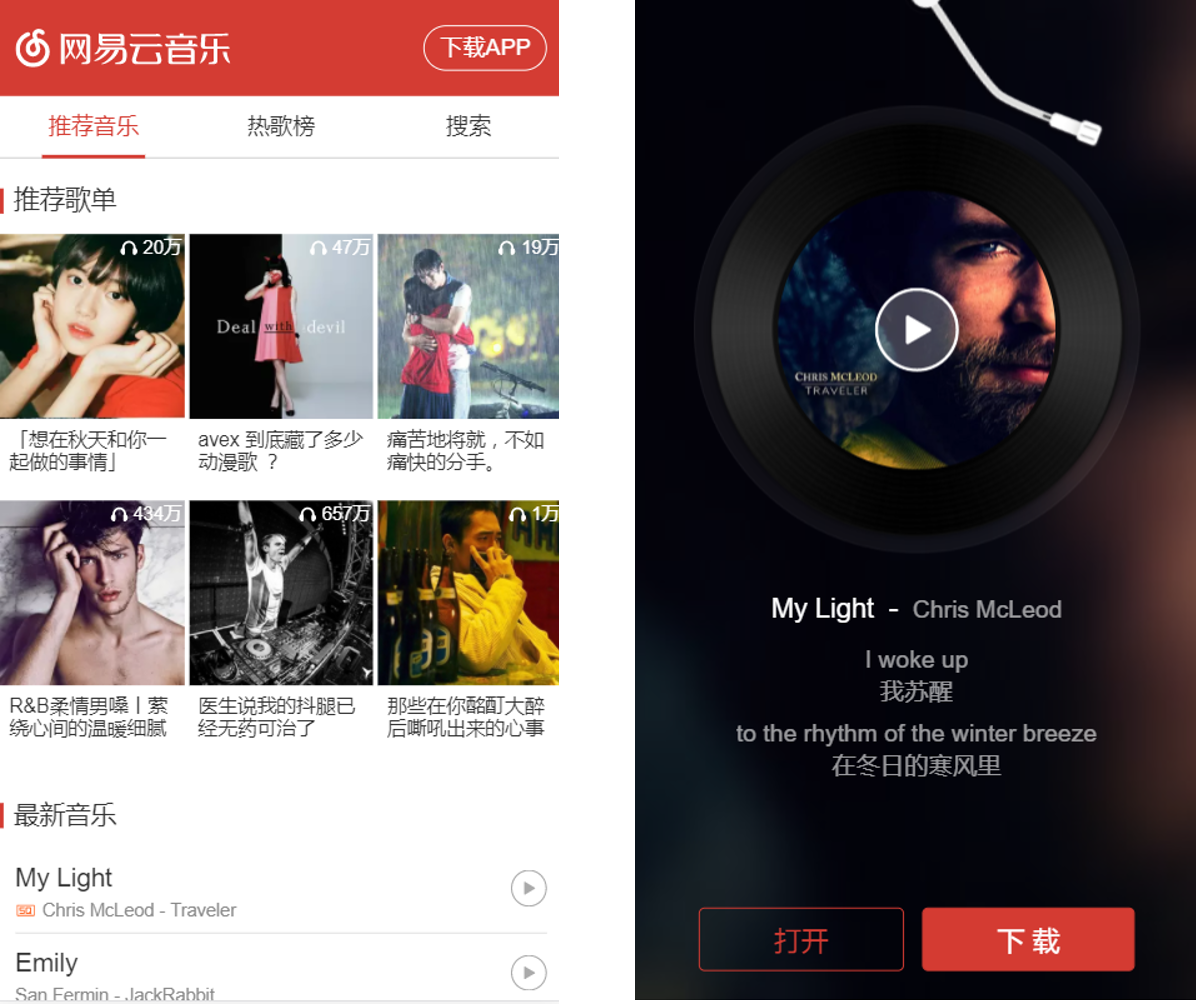 网易云音乐
下载APP
推荐音乐
热歌榜
搜索
推荐歌单
20万
47万
19万
Deal with devil
「想在秋天和你一
起做的事情」
avex 到底藏了多少
动漫歌 ？
痛苦地将就，不如
痛快的分手。
434万
657万
1万
R&B柔情男嗓丨萦
绕心间的温暖细腻
医生说我的抖腿已
经无药可治了
那些在你酩酊大醉
后嘶吼出来的心事
最新音乐
My Light
SQ Chris McLeod - Traveler
Emily
San Fermin - JackRabbit
CHRIS MCLEOD
TRAVELER
My Light - Chris McLeod
I woke up
我苏醒
to the rhythm of the winter breeze
在冬日的寒风里
打开
下 载